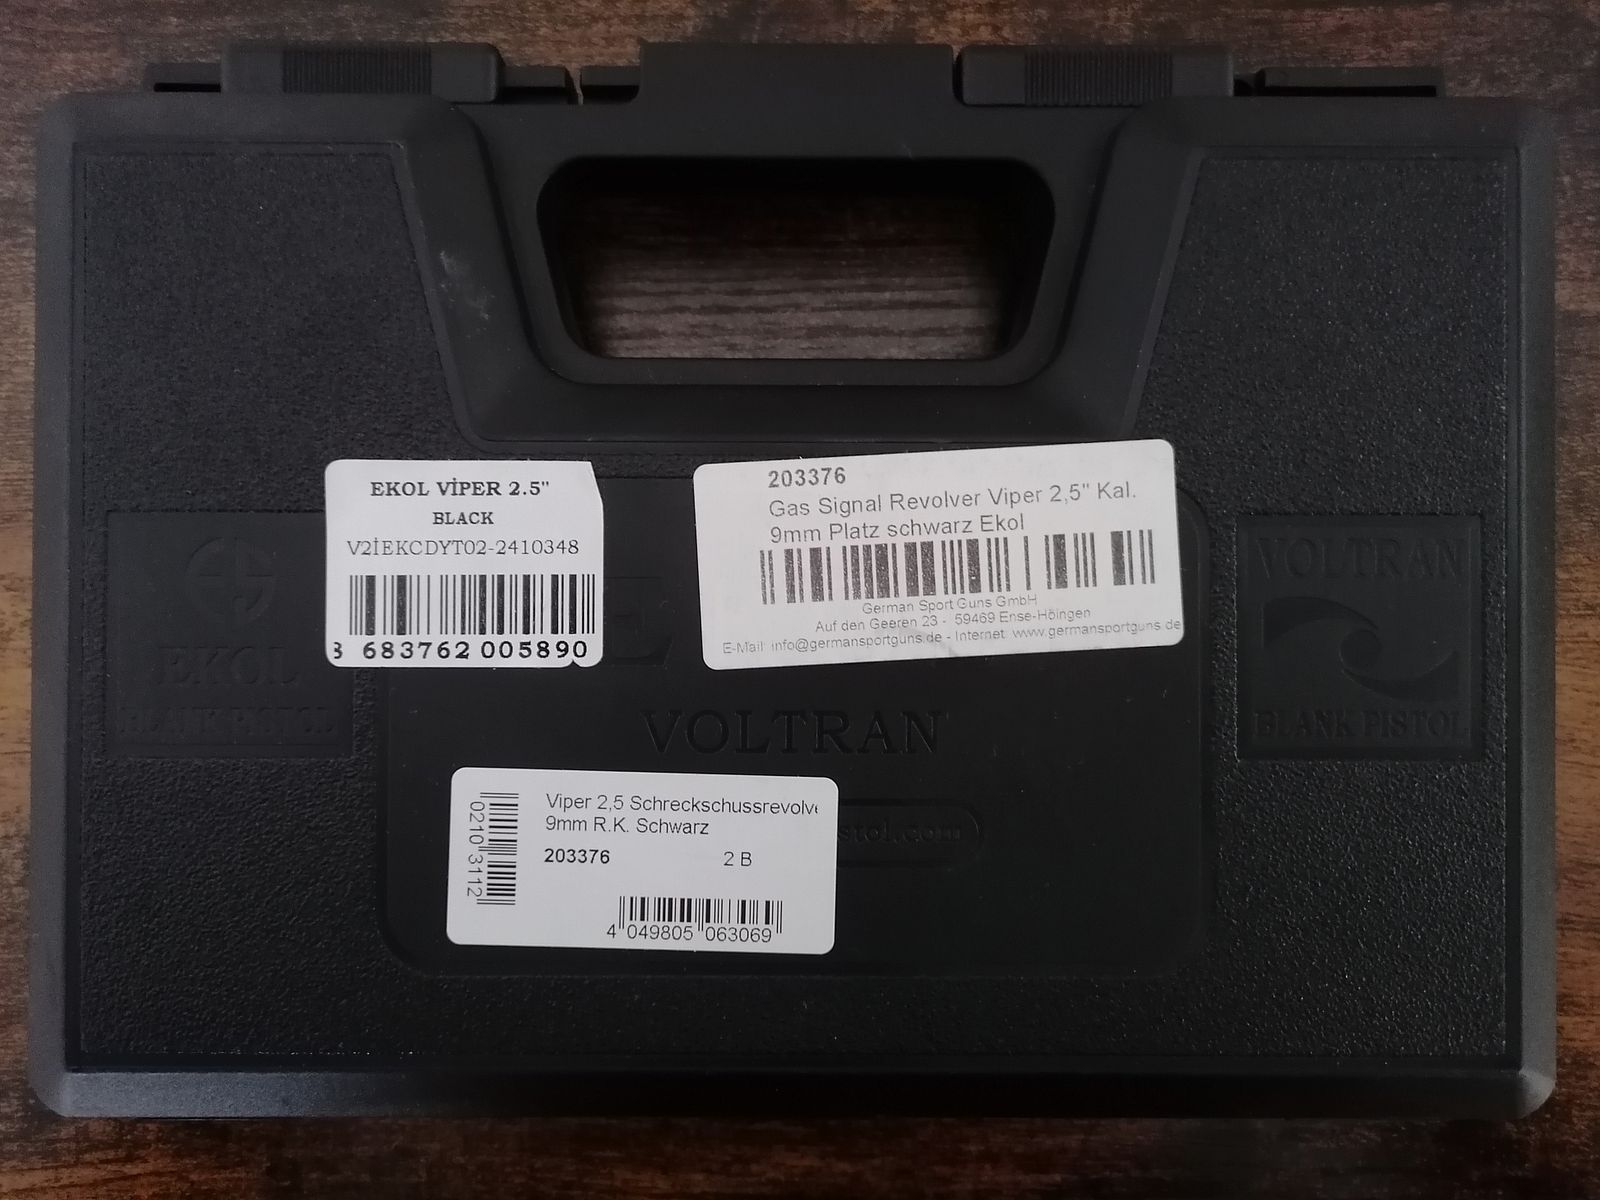 EKOL VİPER 2.5"
BLACK
V2İEKCDYT02-2410348
8 683762 005890
203376
Gas Signal Revolver Viper 2,5" Kal.
9mm Platz schwarz Ekol
German Sport Guns GmbH
Auf den Geeren 23 - 59469 Ense-Höingen
E-Mail: info@germansportguns.de - Internet: www.germansportguns.de
EKOL
BLANK PISTOL
VOLTRAN
VOLTRAN
BLANK PISTOL
0210 3112
Viper 2,5 Schreckschussrevolve
9mm R.K. Schwarz
203376 2 B
4 049805 063069